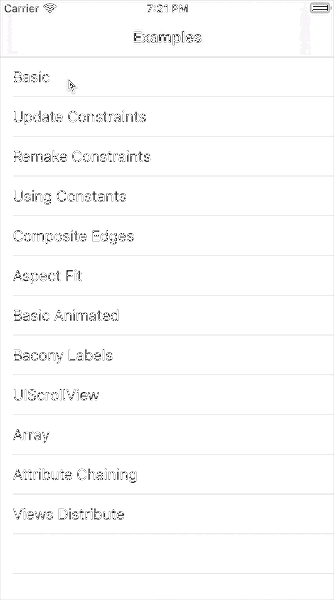 Carrier 7:21 PM
Examples
Basic
Update Constraints
Remake Constraints
Using Constants
Composite Edges
Aspect Fit
Basic Animated
Bacony Labels
UIScrollView
Array
Attribute Chaining
Views Distribute